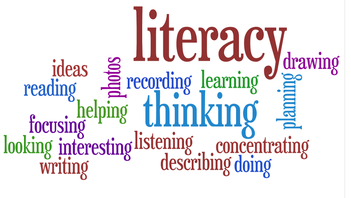 literacy
ideas
photos
drawing
reading
recording
learning
planning
helping
thinking
focusing
looking
interesting
listening
concentrating
writing
describing
doing